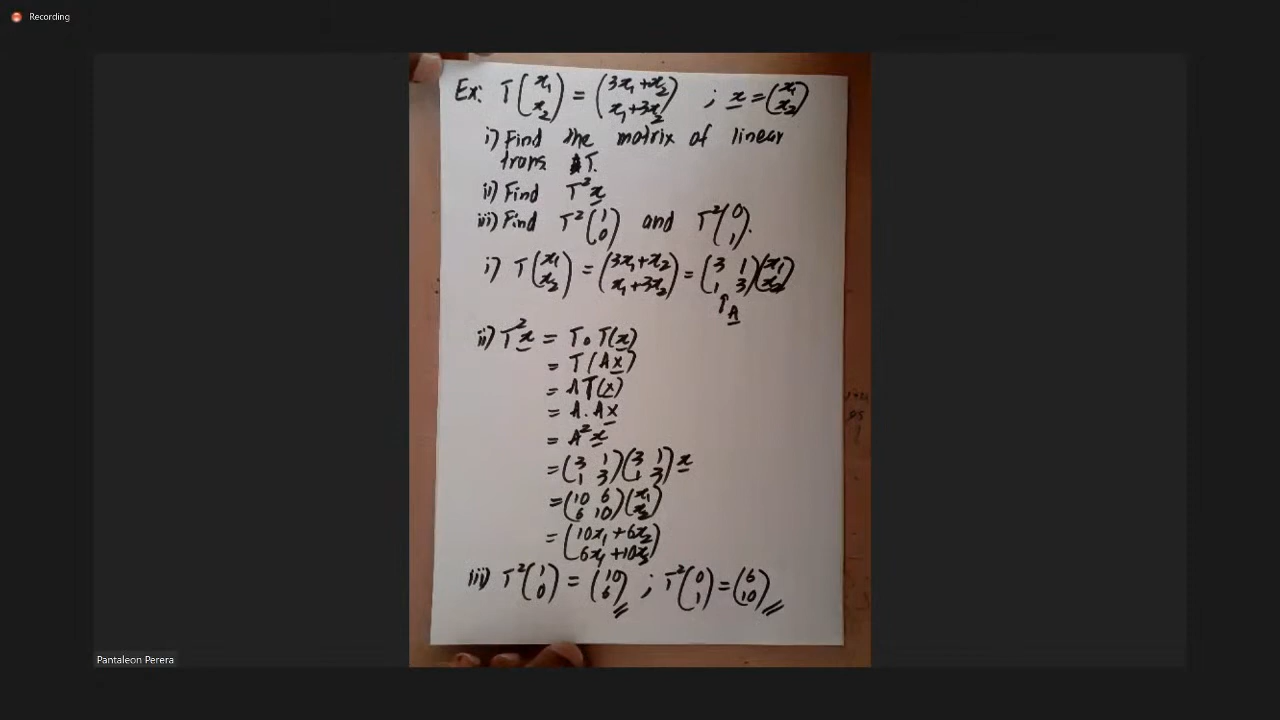 Recording
Ex: T(x₁ x₂) = (3x₁+x₂ x₁+3x₂) ; x = (x₁ x₂)
i) Find the matrix of linear
trans T.
ii) Find T²x
iii) Find T²(1 0) and T²(0 1).
i) T(x₁ x₂) = (3x₁+x₂ x₁+3x₂) = (3 1 1 3)(x₁ x₂)
↑A
ii) T²x = T∘T(x)
= T(Ax)
= AT(x)
= A.Ax
= A²x
= (3 1 1 3)(3 1 1 3)x
= (10 6 6 10)(x₁ x₂)
= (10x₁+6x₂ 6x₁+10x₂)
iii) T²(1 0) = (10 6) ; T²(0 1) = (6 10)
Pantaleon Perera